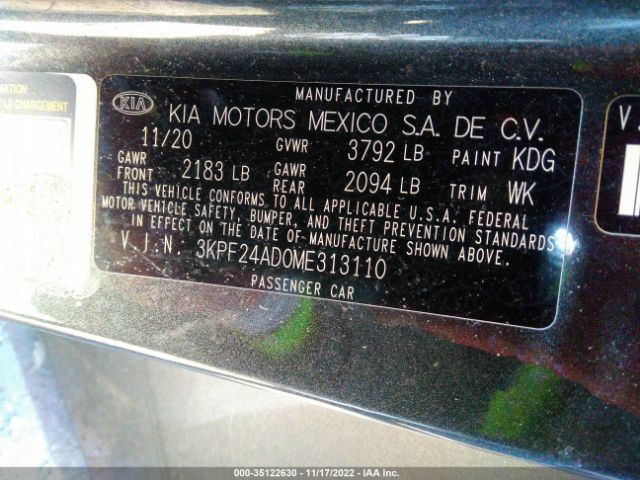 MATION
LE CHARGEMENT
MANUFACTURED BY
KIA KIA MOTORS MEXICO S.A. DE C.V.
11/20 GVWR 3792 LB PAINT KDG
GAWR FRONT 2183 LB GAWR REAR 2094 LB TRIM WK
THIS VEHICLE CONFORMS TO ALL APPLICABLE U.S.A. FEDERAL
MOTOR VEHICLE SAFETY, BUMPER, AND THEFT PREVENTION STANDARDS
IN EFFECT ON THE DATE OF MANUFACTURE SHOWN ABOVE.
V.I.N. 3KPF24AD0ME313110
PASSENGER CAR
V
000-35122630 - 11/17/2022 - IAA Inc.